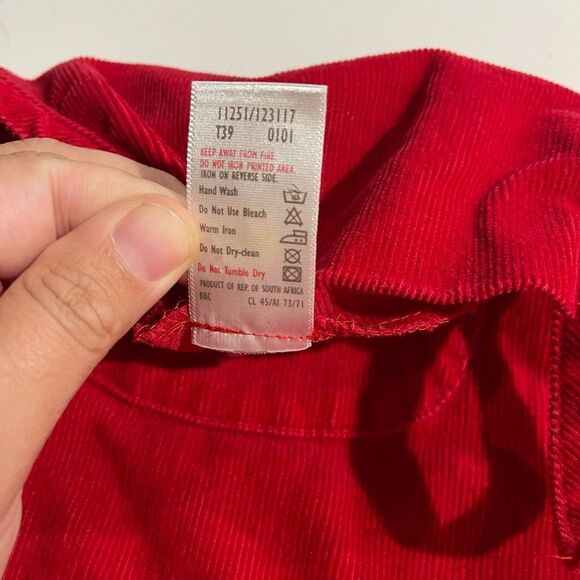 11251/123117
T39 0101
KEEP AWAY FROM FIRE.
DO NOT IRON PRINTED AREA.
IRON ON REVERSE SIDE.
Hand Wash
Do Not Use Bleach
Warm Iron
Do Not Dry-clean
Do Not Tumble Dry
PRODUCT OF REP. OF SOUTH AFRICA
BBC CL 45/AI 73/71